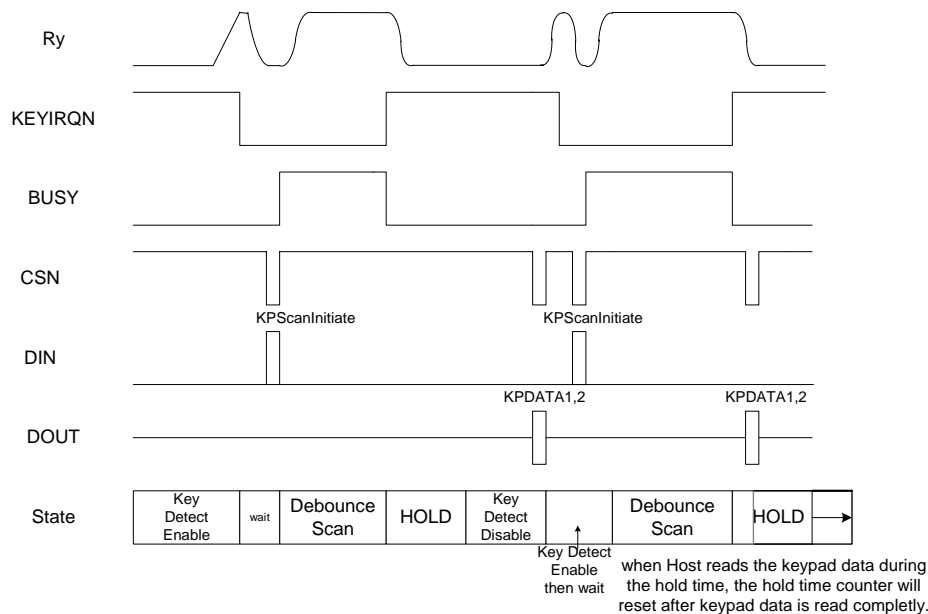 Ry
KEYIRQN
BUSY
CSN
KPScanInitiate KPScanInitiate
DIN
KPDATA1,2 KPDATA1,2
DOUT
State
Key
Detect
Enable
wait
Debounce
Scan
HOLD
Key
Detect
Disable
Debounce
Scan
HOLD
Key Detect
Enable
then wait
when Host reads the keypad data during
the hold time, the hold time counter will
reset after keypad data is read completly.